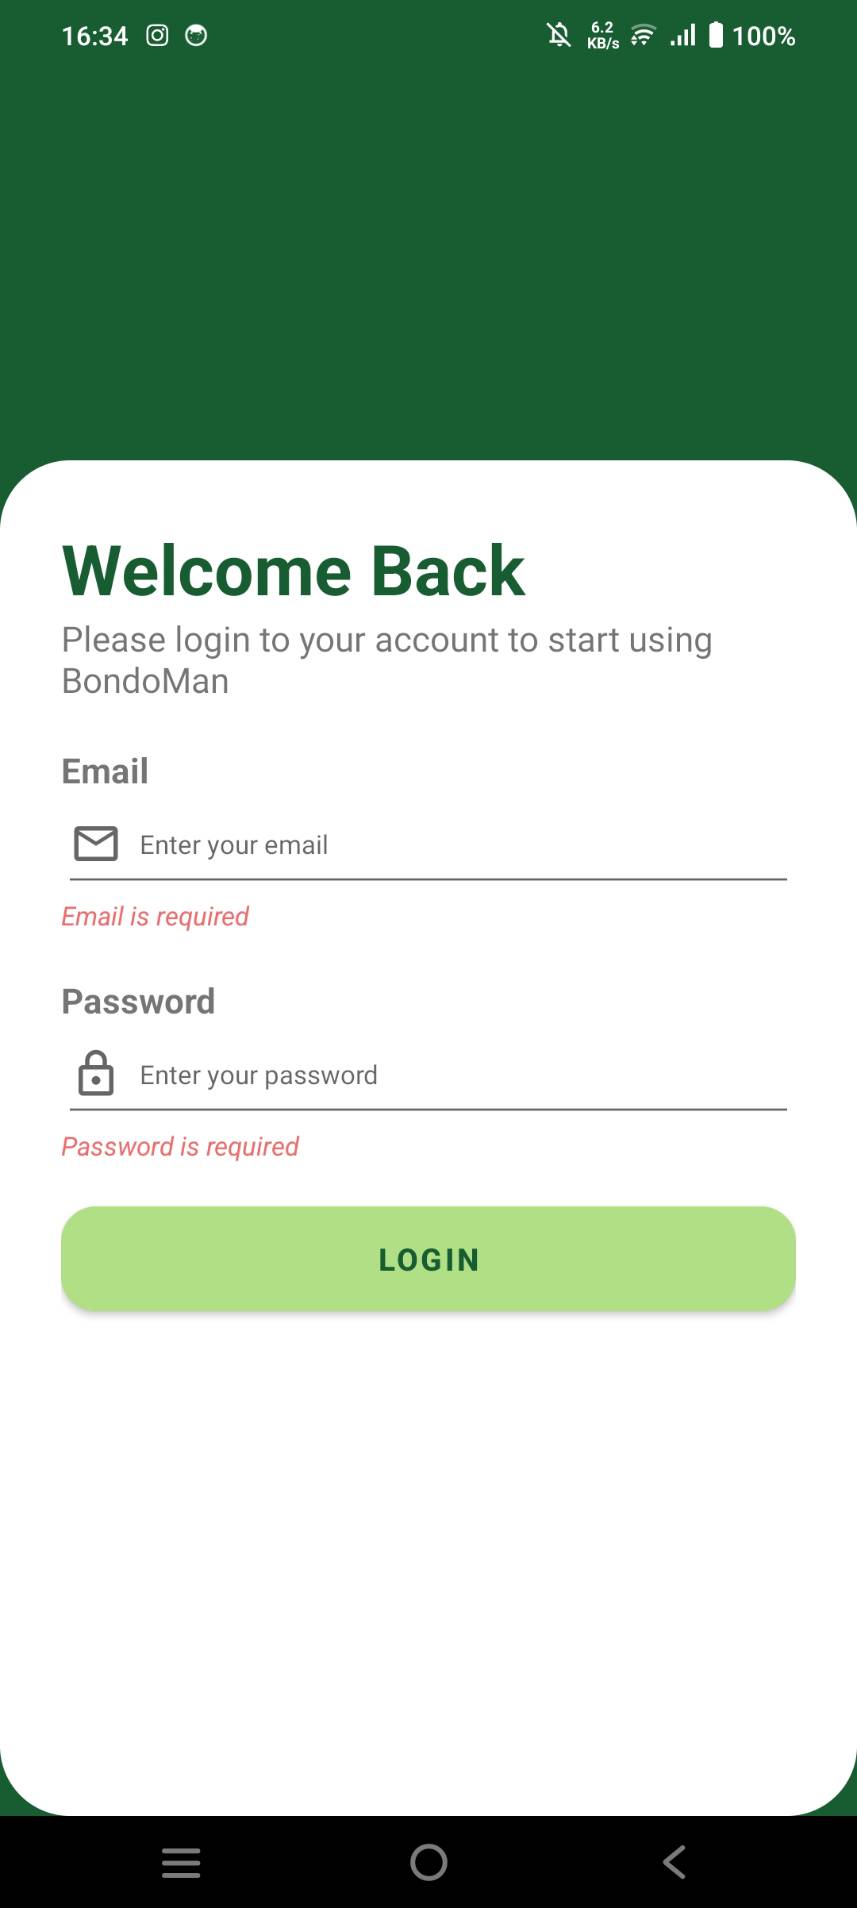 16:34 6.2 KB/s 100%
Welcome Back
Please login to your account to start using
BondoMan
Email
Enter your email
Email is required
Password
Enter your password
Password is required
LOGIN